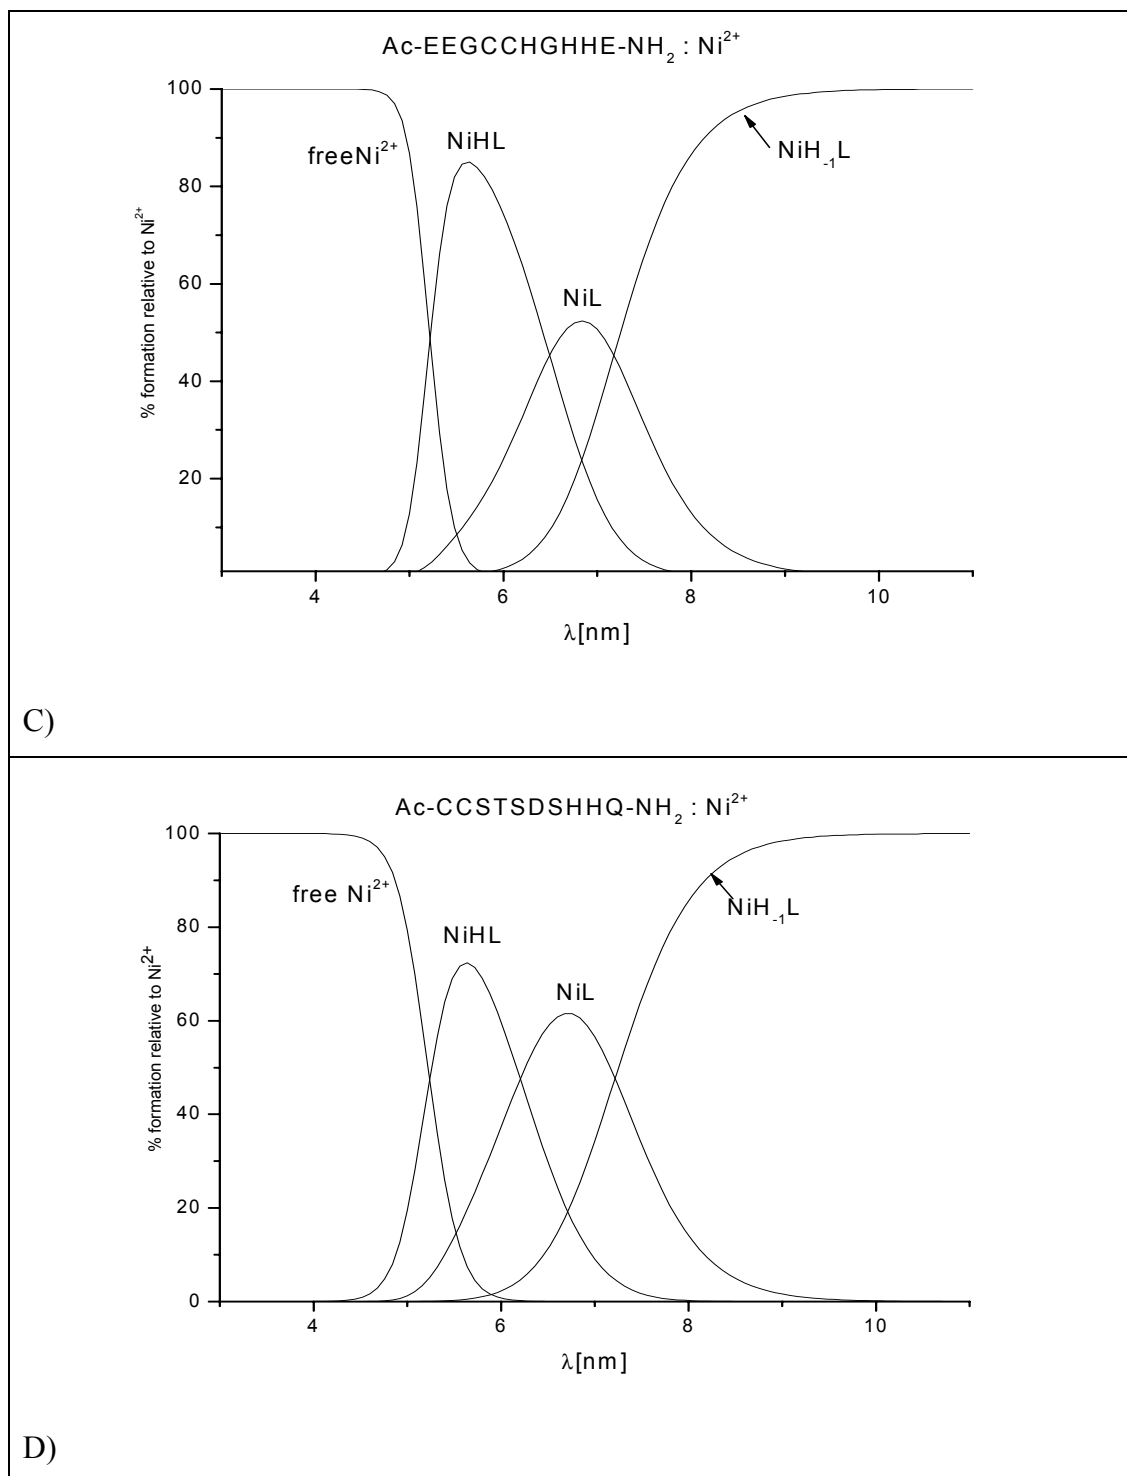 Ac-EEGCCHGHHE-NH2 : Ni2+
% formation relative to Ni2+
100
80
60
40
20
freeNi2+
NiHL
NiL
NiH-1L
4 6 8 10
λ[nm]
C)
Ac-CCSTSDSHHQ-NH2 : Ni2+
% formation relative to Ni2+
100
80
60
40
20
0
free Ni2+
NiHL
NiL
NiH-1L
4 6 8 10
λ[nm]
D)